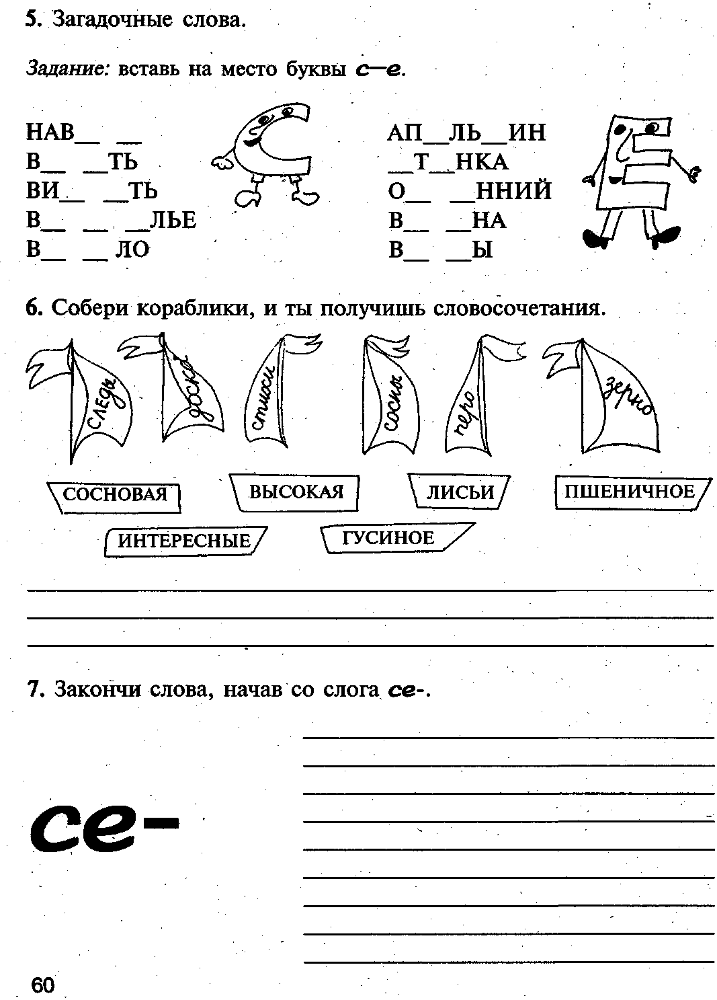 5. Загадочные слова.
Задание: вставь на место буквы с—е.
НАВ__ __
В__ __ТЬ
ВИ__ __ТЬ
В__ __ __ЛЬЕ
В__ __ ЛО
АП__ЛЬ__ИН
__Т__НКА
О__ __ННИЙ
В__ __НА
В__ __Ы
6. Собери кораблики, и ты получишь словосочетания.
следы доска стихи сосны перо зерно
СОСНОВАЯ ВЫСОКАЯ ЛИСЬИ ПШЕНИЧНОЕ
ИНТЕРЕСНЫЕ ГУСИНОЕ
7. Закончи слова, начав со слога се-.
се-
60